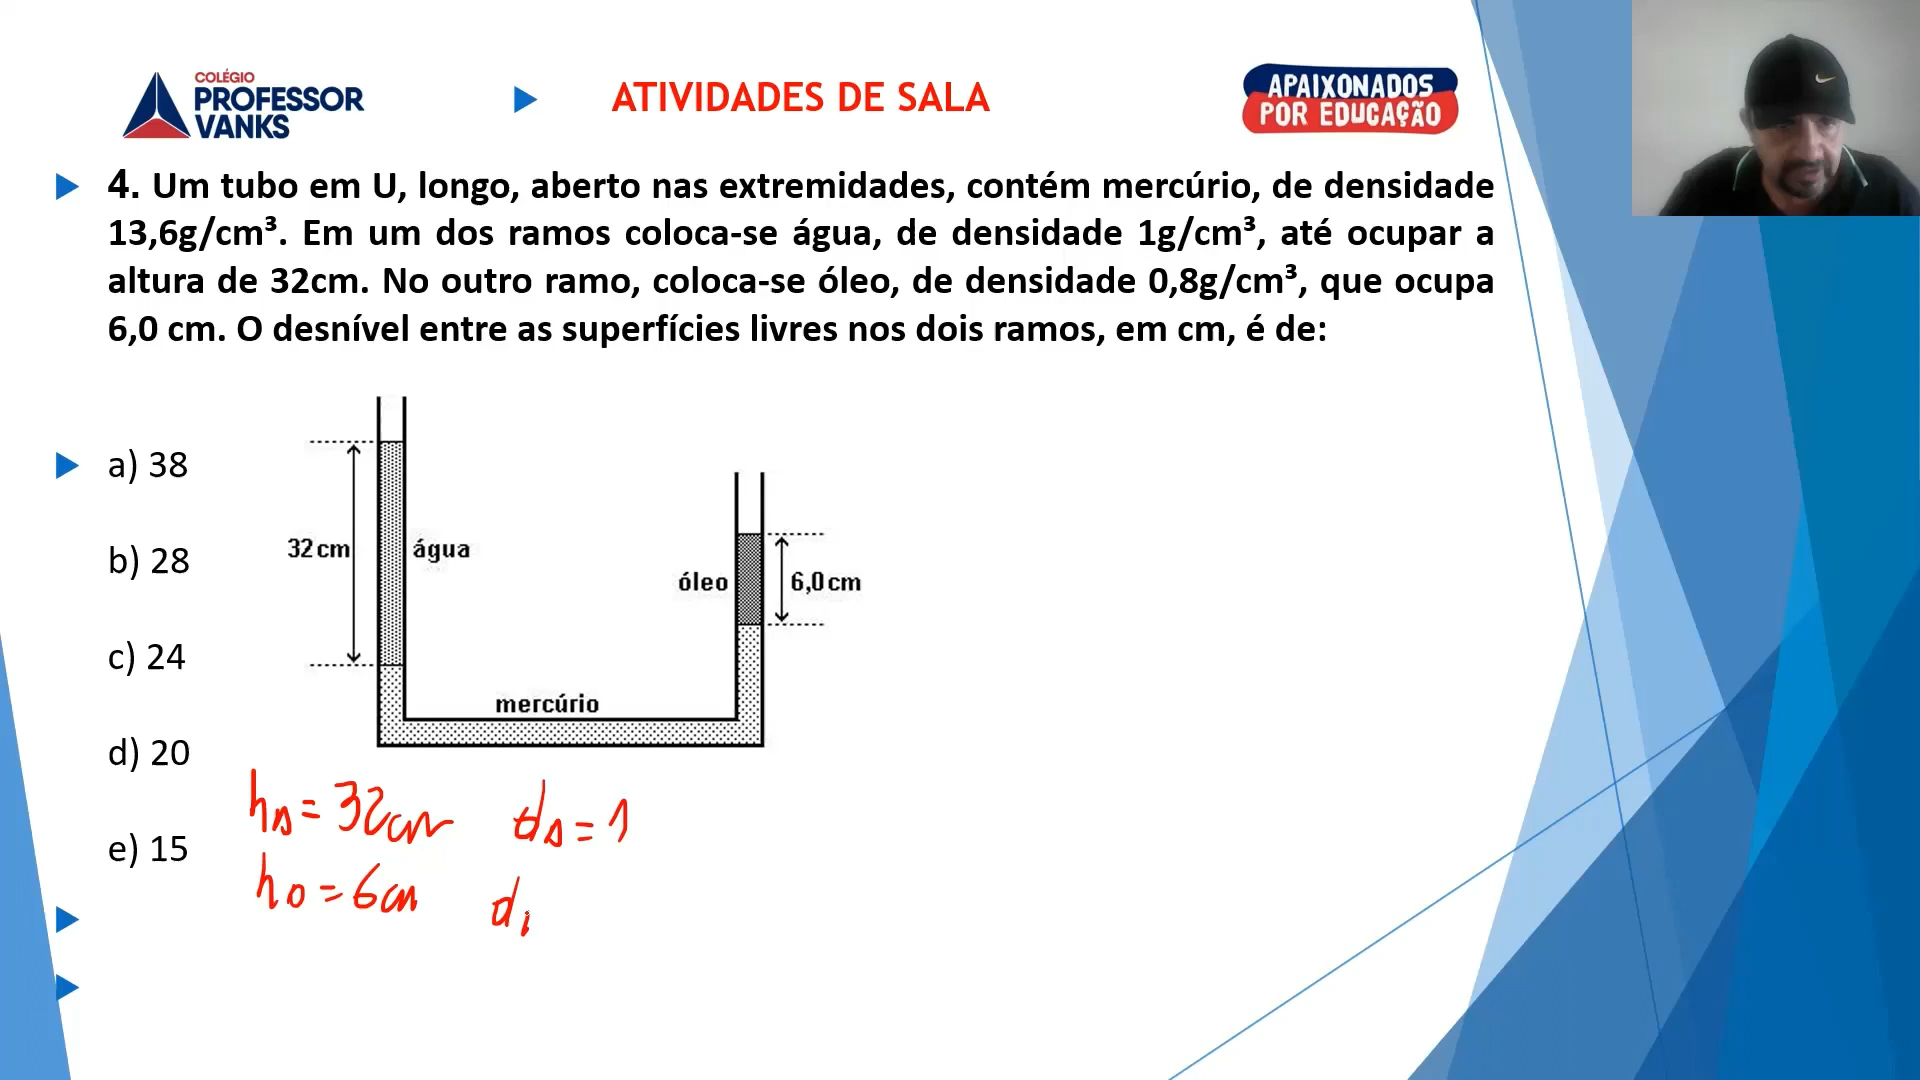 COLÉGIO
PROFESSOR
VANKS
ATIVIDADES DE SALA
APAIXONADOS
POR EDUCAÇÃO
4. Um tubo em U, longo, aberto nas extremidades, contém mercúrio, de densidade
13,6g/cm³. Em um dos ramos coloca-se água, de densidade 1g/cm³, até ocupar a
altura de 32cm. No outro ramo, coloca-se óleo, de densidade 0,8g/cm³, que ocupa
6,0 cm. O desnível entre as superfícies livres nos dois ramos, em cm, é de:
a) 38
b) 28
c) 24
d) 20
e) 15
32cm
água
óleo
6,0cm
mercúrio
hA = 32cm dA = 1
ho = 6cm d